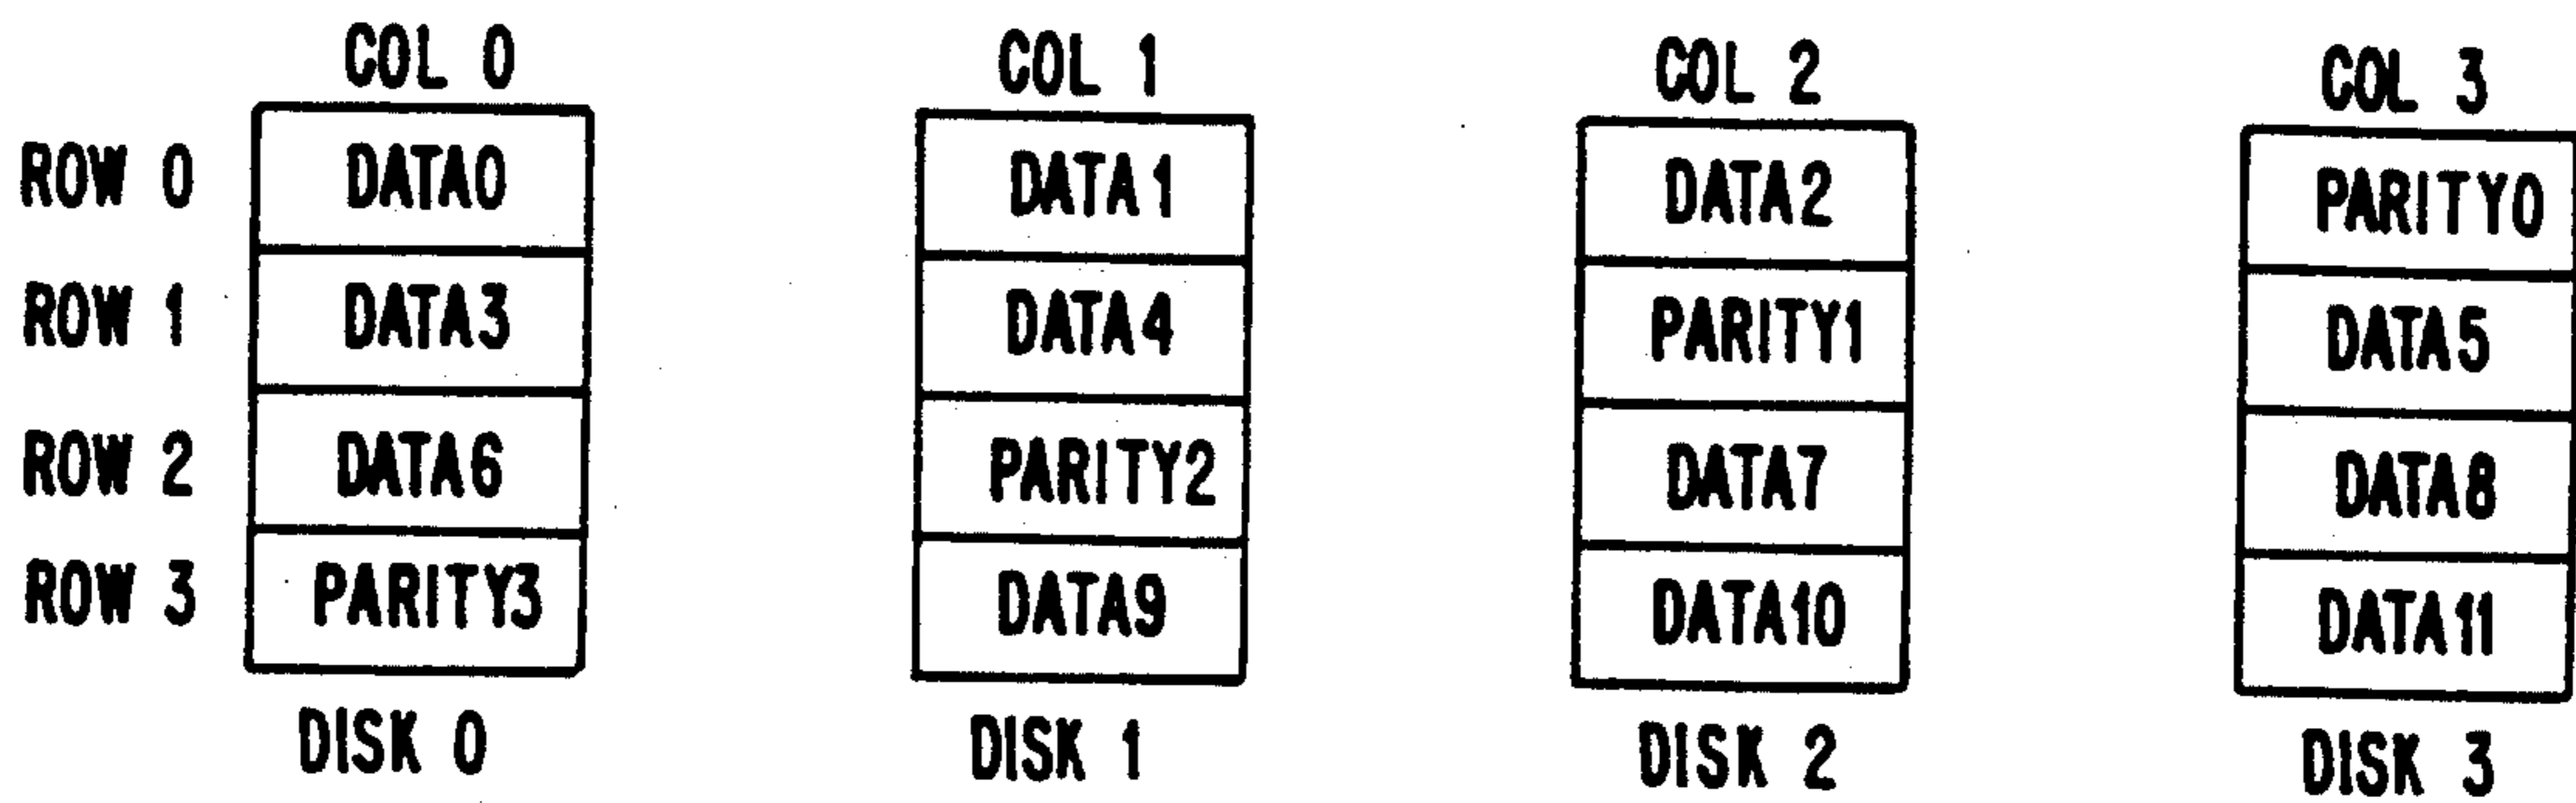 COL 0 COL 1 COL 2 COL 3
ROW 0 DATA0 DATA1 DATA2 PARITY0
ROW 1 DATA3 DATA4 PARITY1 DATA5
ROW 2 DATA6 PARITY2 DATA7 DATA8
ROW 3 PARITY3 DATA9 DATA10 DATA11
DISK 0 DISK 1 DISK 2 DISK 3